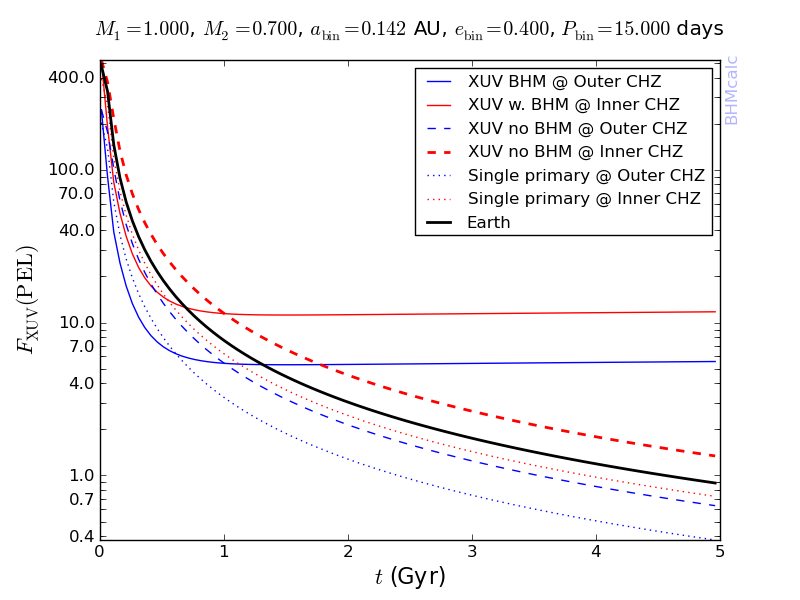 M₁=1.000, M₂=0.700, a_bin=0.142 AU, e_bin=0.400, P_bin=15.000 days
BHMcalc
F_XUV(PEL)
400.0
100.0
70.0
40.0
10.0
7.0
4.0
1.0
0.7
0.4
XUV BHM @ Outer CHZ
XUV w. BHM @ Inner CHZ
XUV no BHM @ Outer CHZ
XUV no BHM @ Inner CHZ
Single primary @ Outer CHZ
Single primary @ Inner CHZ
Earth
0 1 2 3 4 5
t (Gyr)